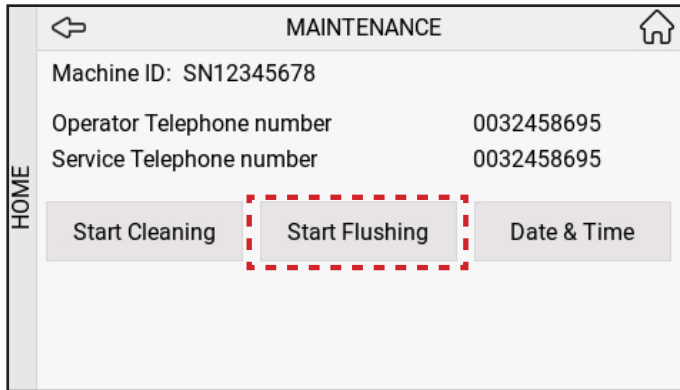 MAINTENANCE
Machine ID: SN12345678
Operator Telephone number 0032458695
Service Telephone number 0032458695
HOME
Start Cleaning Start Flushing Date & Time